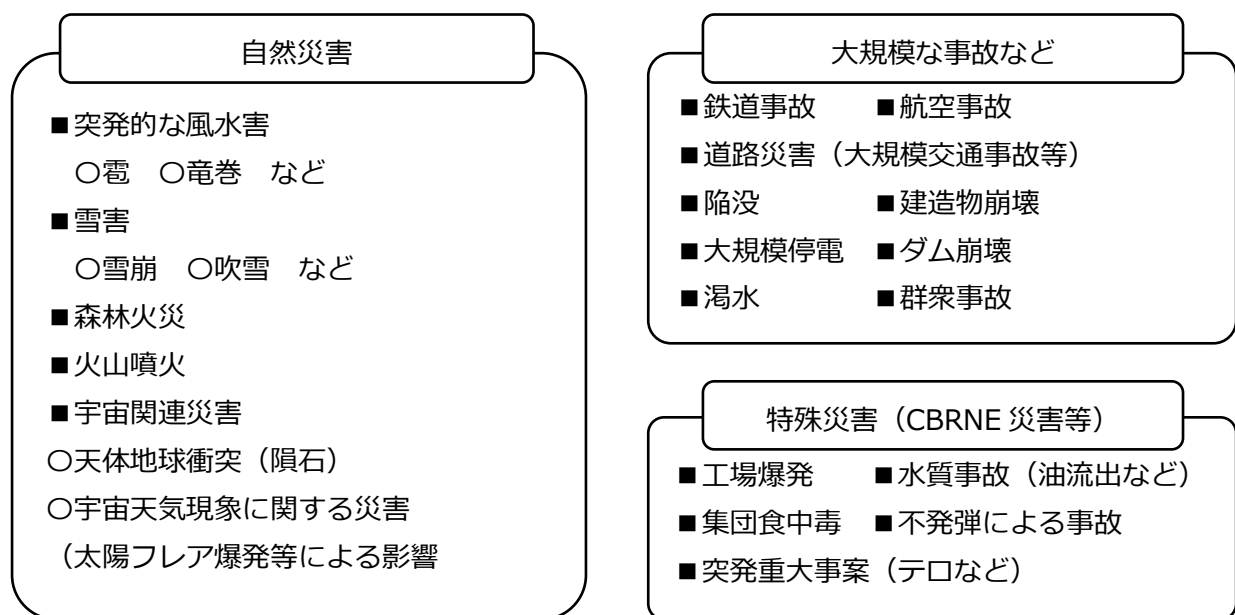 自然災害
■突発的な風水害
〇雹　〇竜巻　など
■雪害
〇雪崩　〇吹雪　など
■森林火災
■火山噴火
■宇宙関連災害
〇天体地球衝突（隕石）
〇宇宙天気現象に関する災害
（太陽フレア爆発等による影響
大規模な事故など
■鉄道事故　■航空事故
■道路災害（大規模交通事故等）
■陥没　■建造物崩壊
■大規模停電　■ダム崩壊
■渇水　■群衆事故
特殊災害（CBRNE 災害等）
■工場爆発　■水質事故（油流出など）
■集団食中毒　■不発弾による事故
■突発重大事案（テロなど）